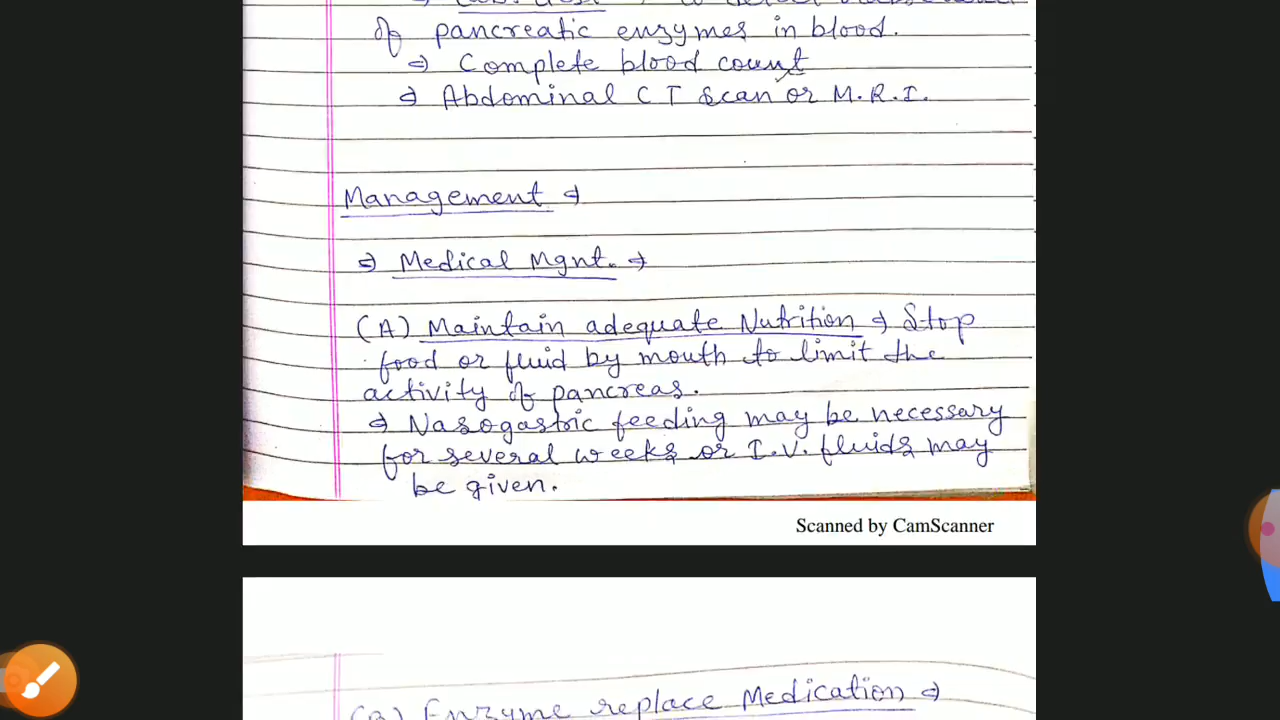 of pancreatic enzymes in blood.
⇒ Complete blood count
⇒ Abdominal CT Scan or M.R.I.
Management ⇒
⇒ Medical Mgnt. ⇒
(A) Maintain adequate Nutrition ⇒ Stop
food or fluid by mouth to limit the
activity of pancreas.
⇒ Nasogastric feeding may be necessary
for several weeks or I.V. fluids may
be given.
Scanned by CamScanner
Enzyme replace Medication ⇒